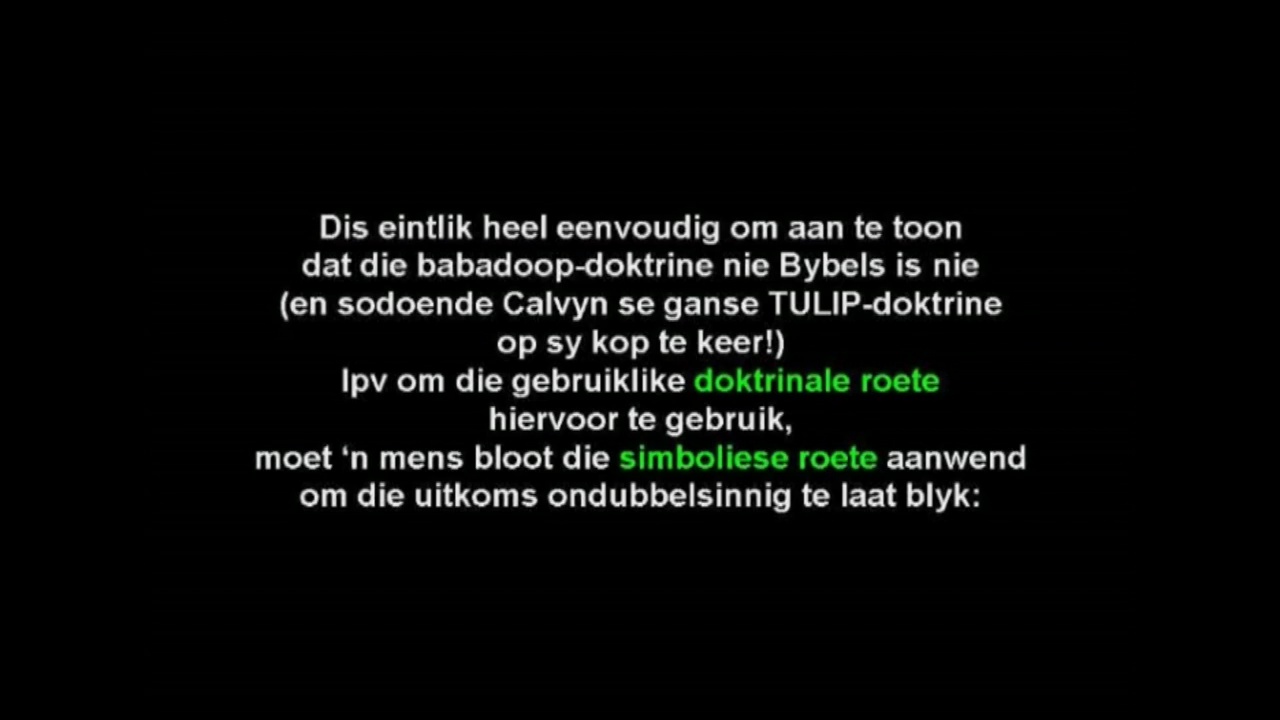 Dis eintlik heel eenvoudig om aan te toon
dat die babadoop-doktrine nie Bybels is nie
(en sodoende Calvyn se ganse TULIP-doktrine
op sy kop te keer!)
Ipv om die gebruiklike doktrinale roete
hiervoor te gebruik,
moet ‘n mens bloot die simboliese roete aanwend
om die uitkoms ondubbelsinnig te laat blyk: